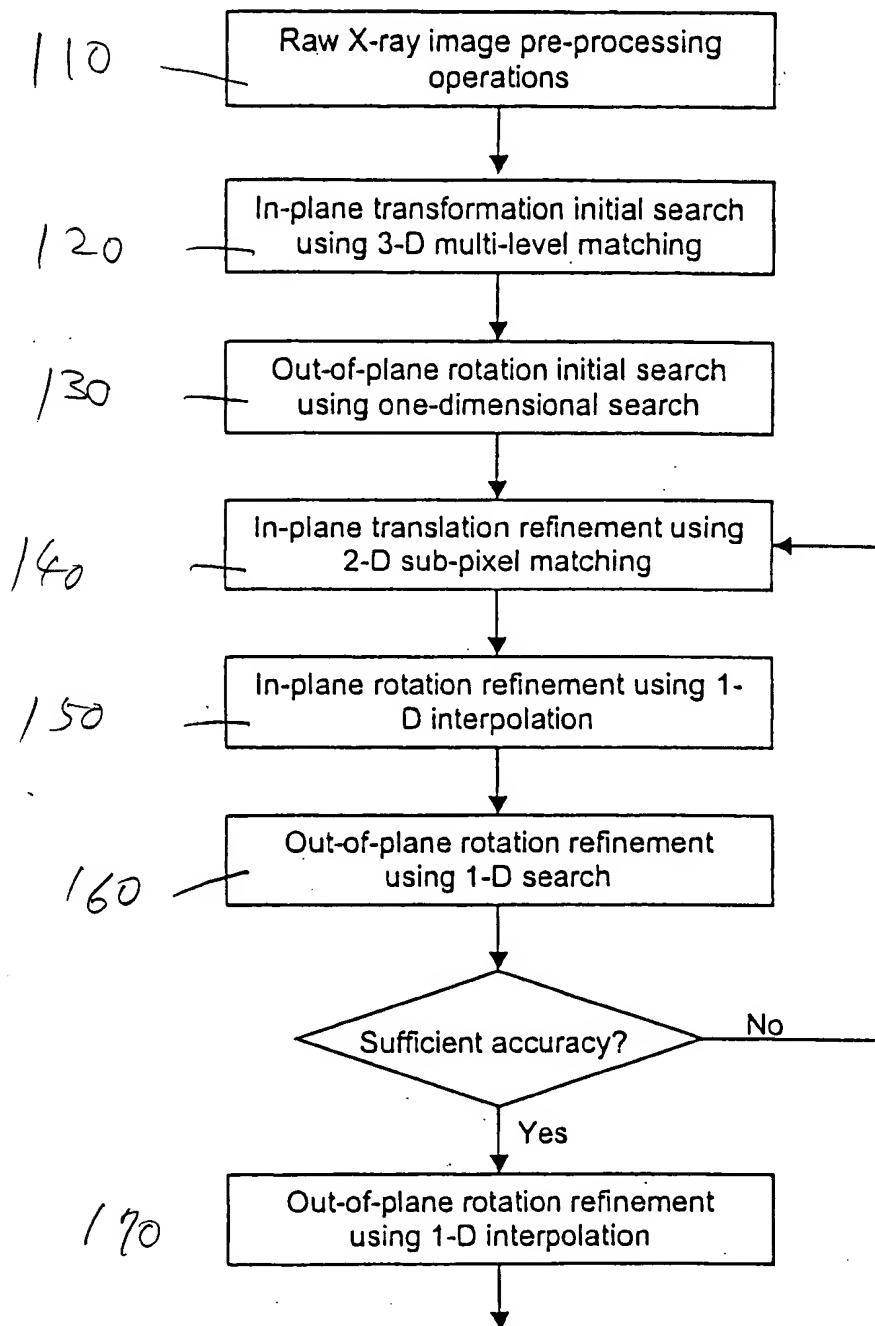 110
Raw X-ray image pre-processing
operations
120
In-plane transformation initial search
using 3-D multi-level matching
130
Out-of-plane rotation initial search
using one-dimensional search
140
In-plane translation refinement using
2-D sub-pixel matching
150
In-plane rotation refinement using 1-
D interpolation
160
Out-of-plane rotation refinement
using 1-D search
Sufficient accuracy?
No
Yes
170
Out-of-plane rotation refinement
using 1-D interpolation